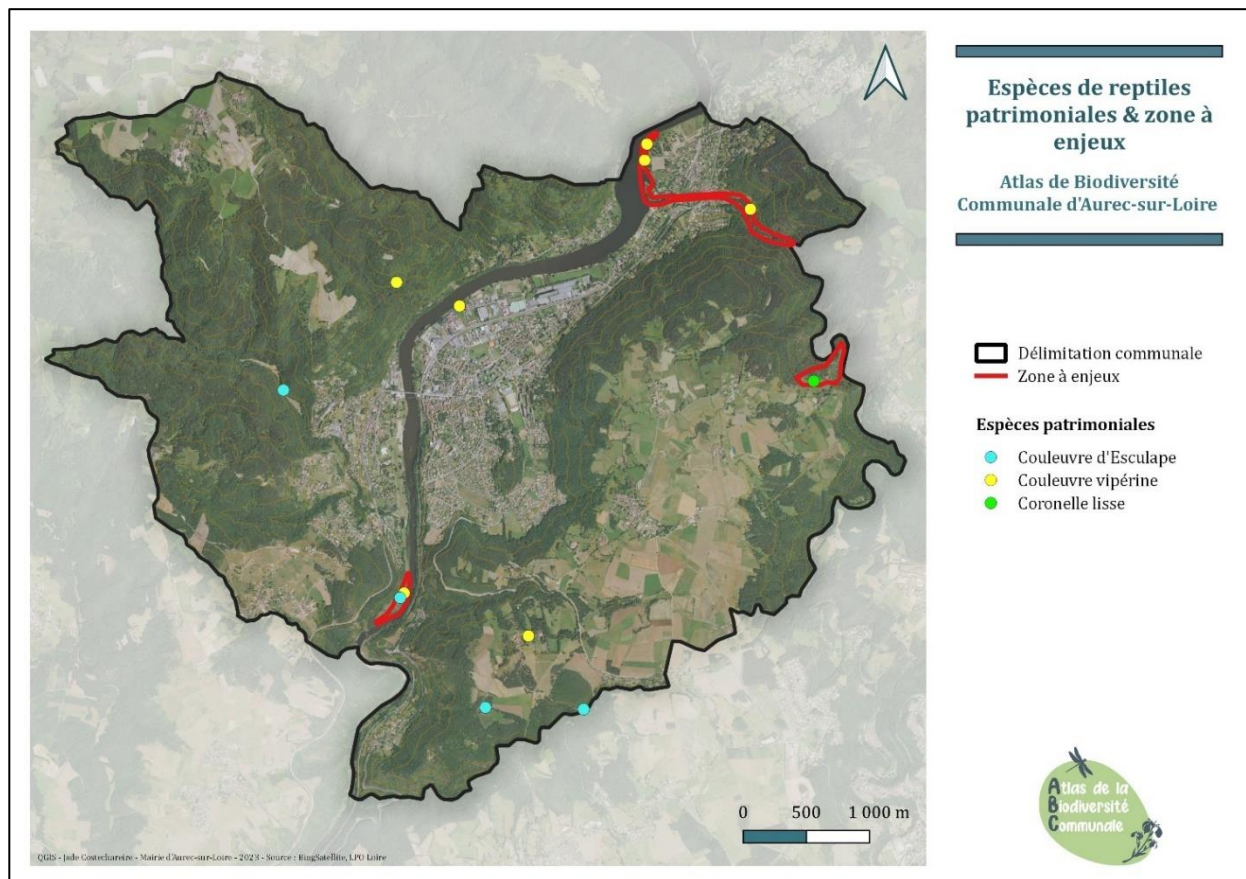 Espèces de reptiles
patrimoniales & zone à
enjeux
Atlas de Biodiversité
Communale d'Aurec-sur-Loire
Délimitation communale
Zone à enjeux
Espèces patrimoniales
Couleuvre d'Esculape
Couleuvre vipérine
Coronelle lisse
0 500 1 000 m
Atlas de la
Biodiversité
Communale
QGIS - Jade Costechareire - Mairie d'Aurec-sur-Loire - 2023 - Source : BingSatellite, LPO Loire